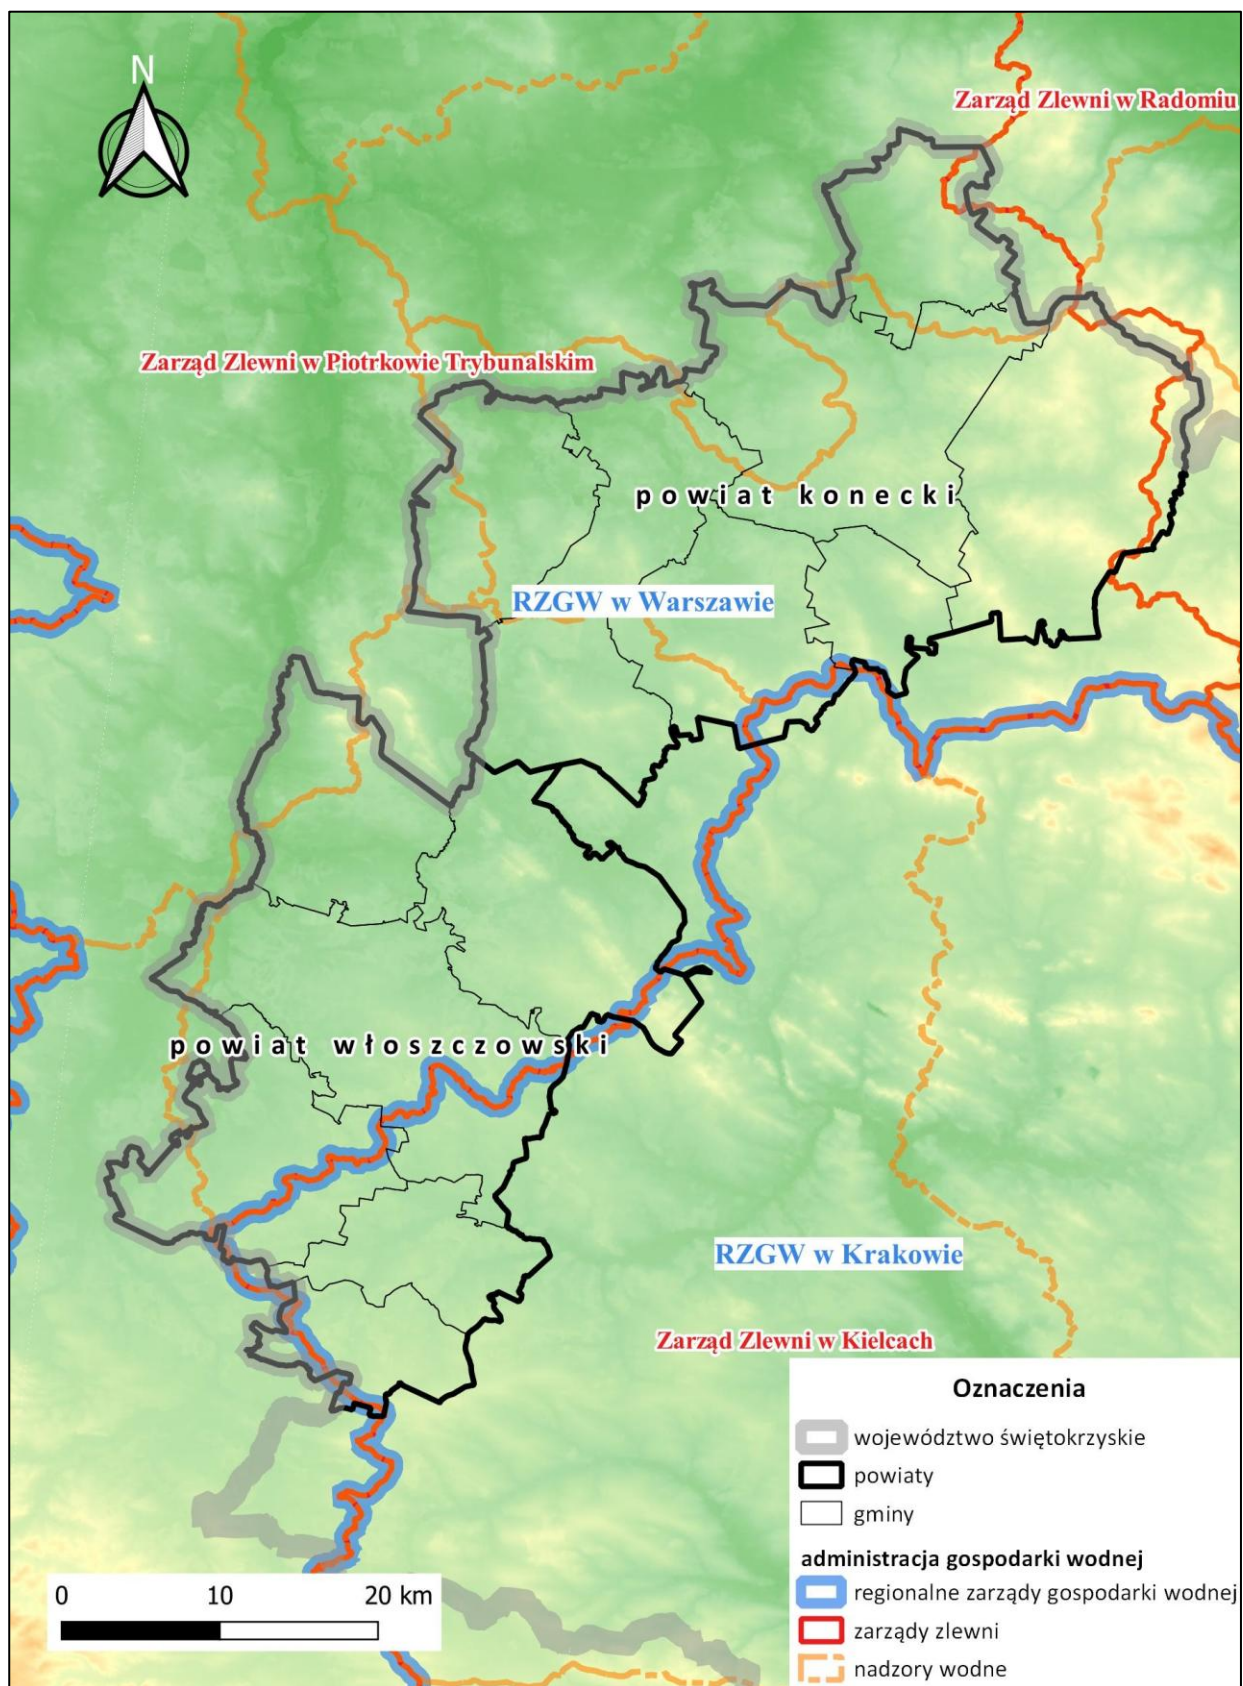 N
Zarząd Zlewni w Radomiu
Zarząd Zlewni w Piotrkowie Trybunalskim
powiat konecki
RZGW w Warszawie
powiat włoszczowski
RZGW w Krakowie
Zarząd Zlewni w Kielcach
Oznaczenia
województwo świętokrzyskie
powiaty
gminy
administracja gospodarki wodnej
regionalne zarządy gospodarki wodnej
zarządy zlewni
nadzory wodne
0 10 20 km